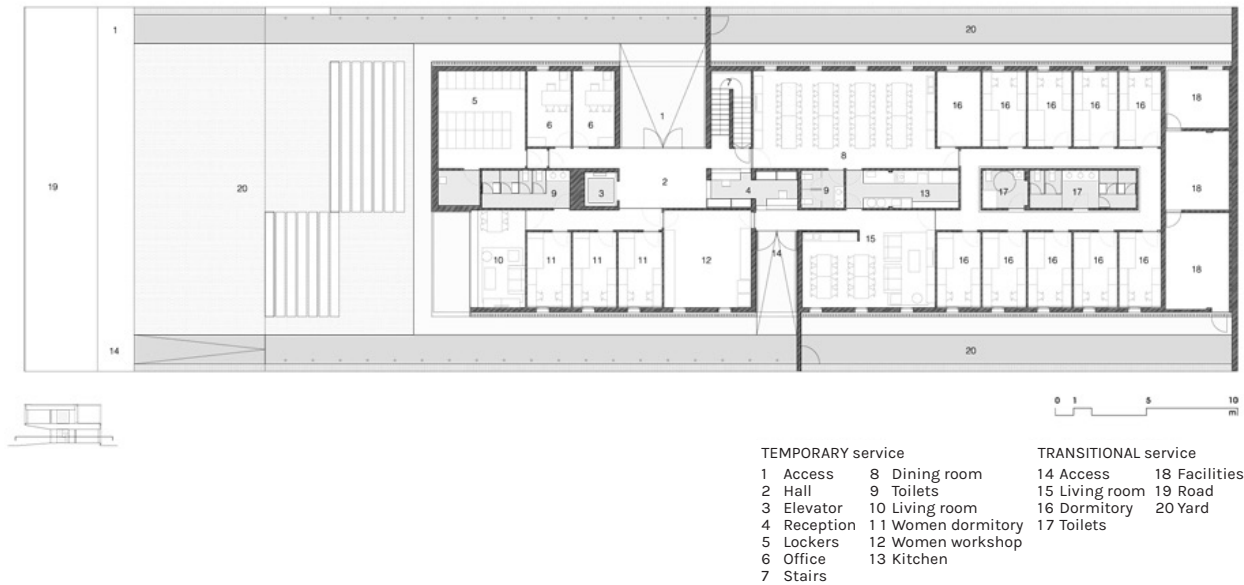 1
20
18
5
6
6
1
7
16
16
16
16
16
8
19
20
3
2
4
9
13
17
17
9
18
10
11
11
11
12
14
15
16
16
16
16
16
18
14
20
0 1 5 10
m
TEMPORARY service
1 Access
2 Hall
3 Elevator
4 Reception
5 Lockers
6 Office
7 Stairs
8 Dining room
9 Toilets
10 Living room
11 Women dormitory
12 Women workshop
13 Kitchen
TRANSITIONAL service
14 Access
15 Living room
16 Dormitory
17 Toilets
18 Facilities
19 Road
20 Yard